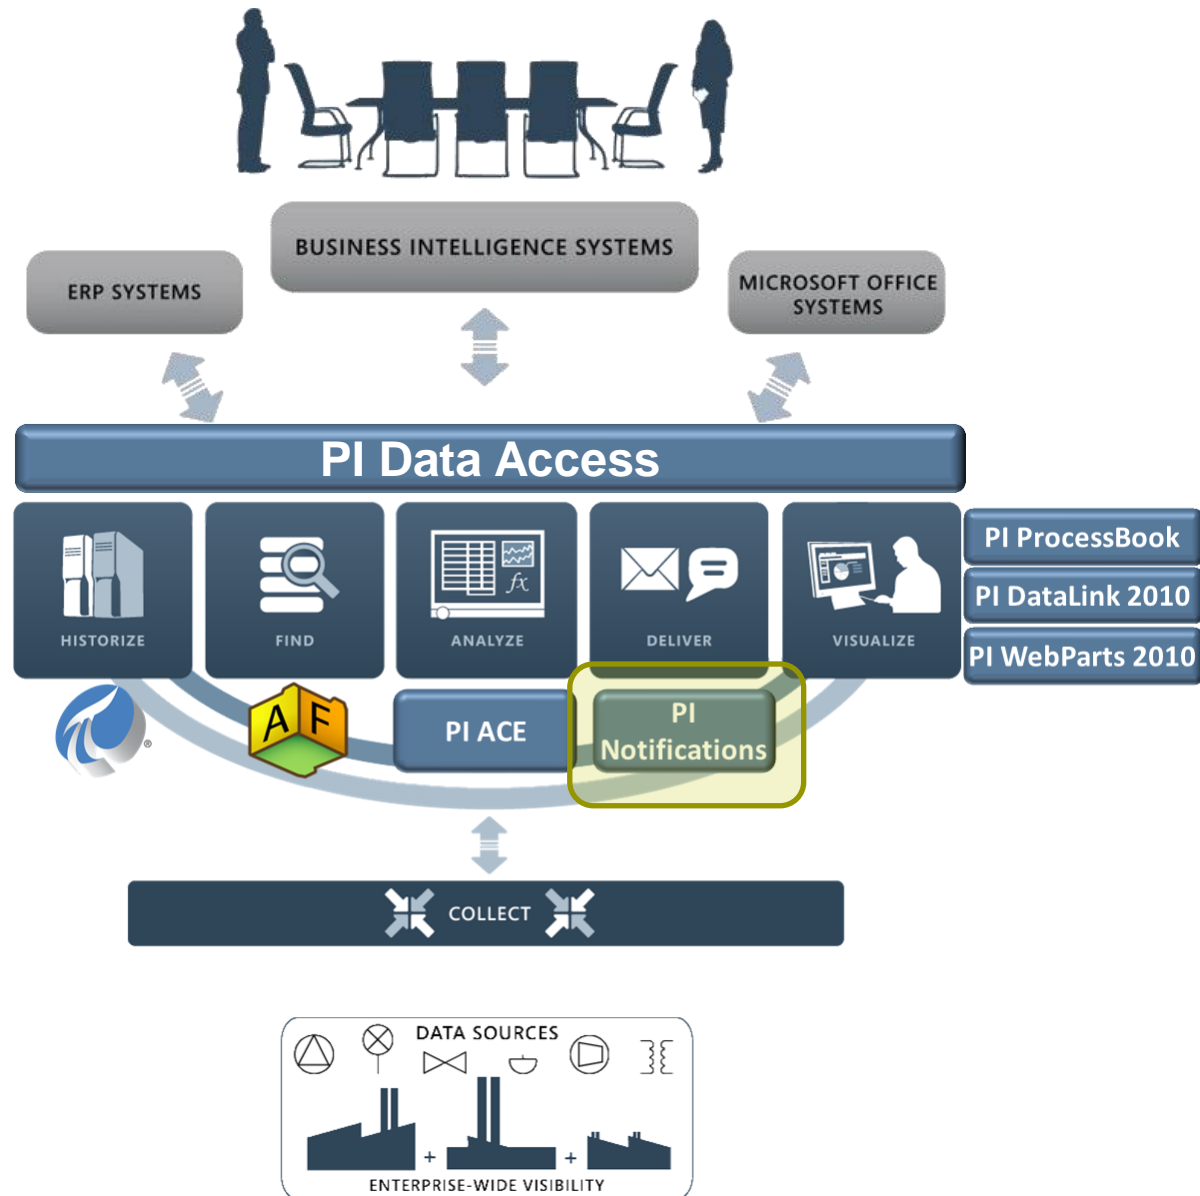 BUSINESS INTELLIGENCE SYSTEMS
ERP SYSTEMS
MICROSOFT OFFICE
SYSTEMS
PI Data Access
HISTORIZE
FIND
ANALYZE
DELIVER
VISUALIZE
fx
PI ProcessBook
PI DataLink 2010
PI WebParts 2010
®
A F
PI ACE
PI
Notifications
COLLECT
DATA SOURCES
+
+
ENTERPRISE-WIDE VISIBILITY